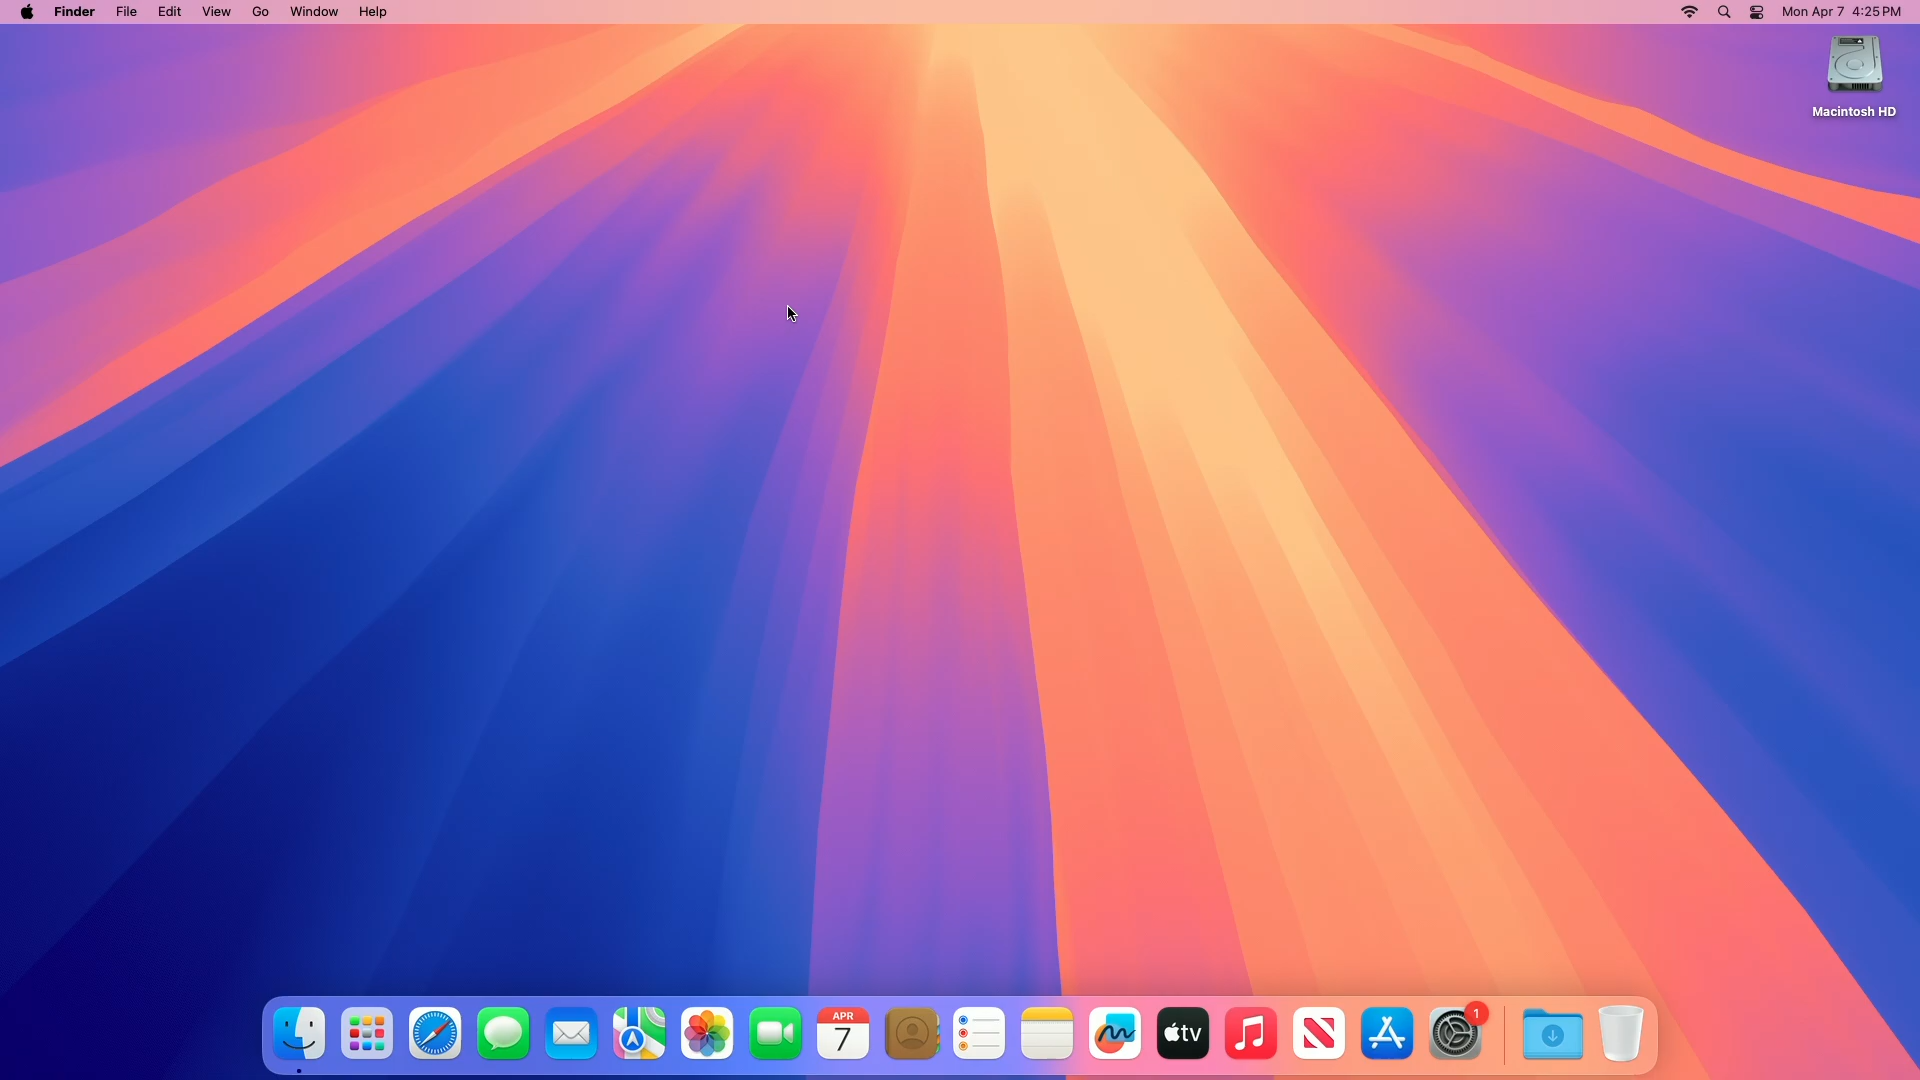 Finder File Edit View Go Window Help Mon Apr 7 4:25 PM
Macintosh HD
APR
7
tv
1